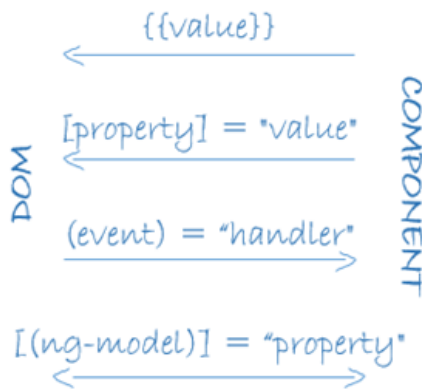 {{value}}
[property] = "value"
DOM
COMPONENT
(event) = "handler"
[(ng-model)] = "property"